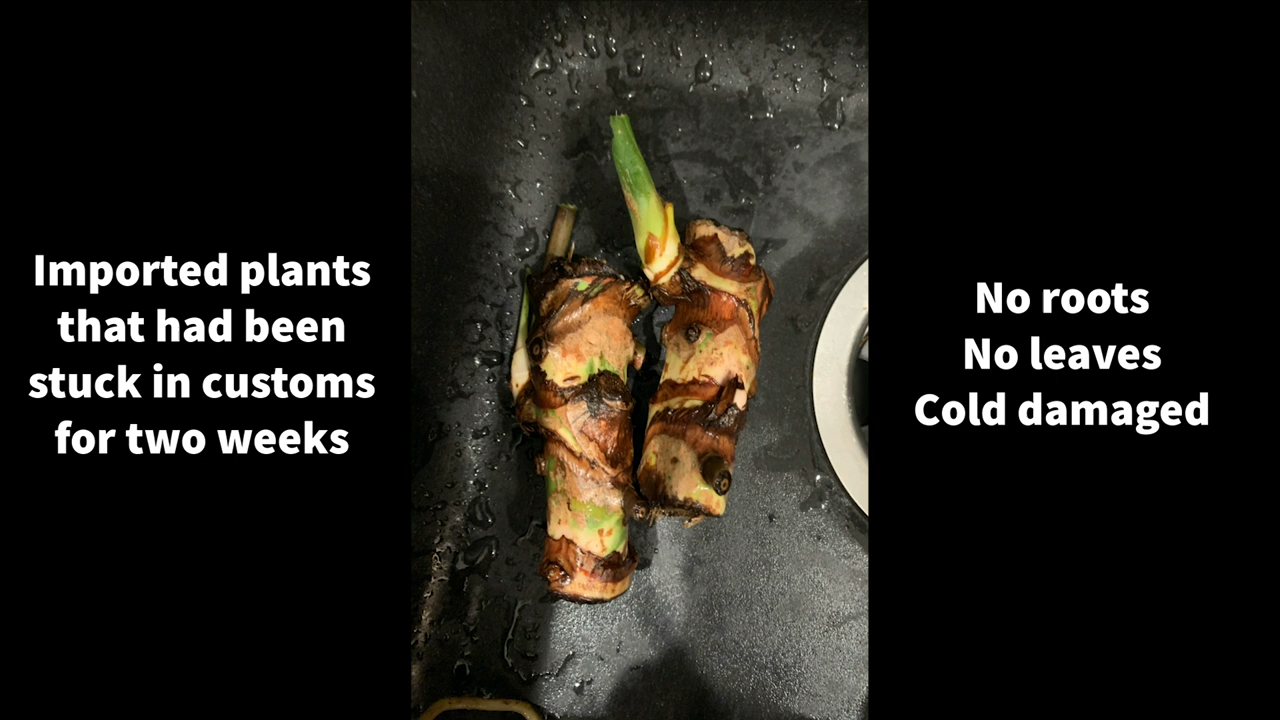 Imported plants
that had been
stuck in customs
for two weeks
No roots
No leaves
Cold damaged